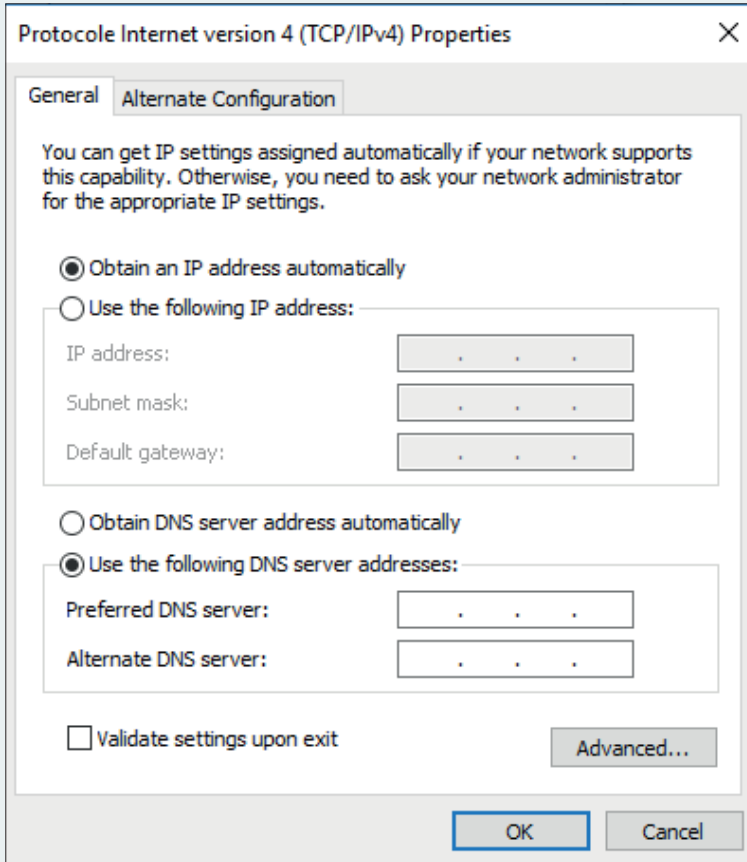 Protocole Internet version 4 (TCP/IPv4) Properties
General
Alternate Configuration
You can get IP settings assigned automatically if your network supports
this capability. Otherwise, you need to ask your network administrator
for the appropriate IP settings.
Obtain an IP address automatically
Use the following IP address:
IP address:
Subnet mask:
Default gateway:
Obtain DNS server address automatically
Use the following DNS server addresses:
Preferred DNS server:
Alternate DNS server:
Validate settings upon exit
Advanced...
OK
Cancel